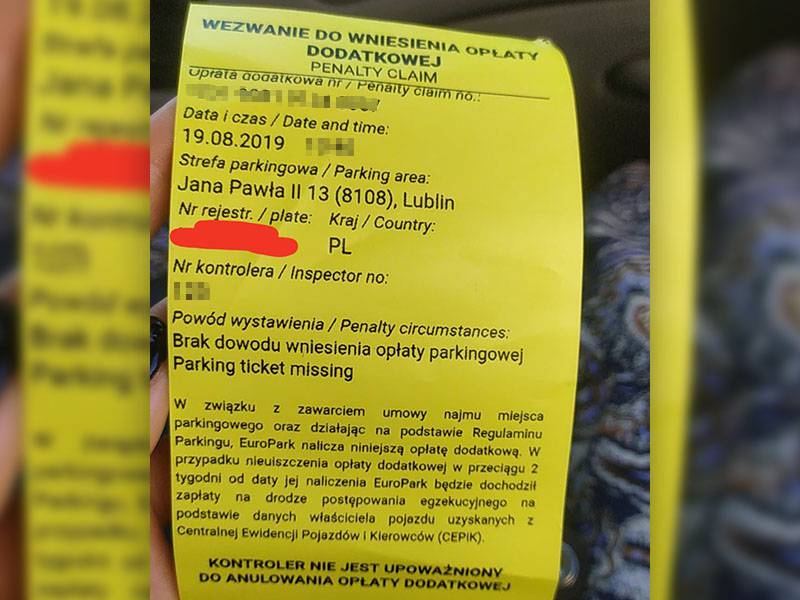 WEZWANIE DO WNIESIENIA OPŁATY
DODATKOWEJ
PENALTY CLAIM
Opłata dodatkowa nr / Penalty claim no.:
Data i czas / Date and time:
19.08.2019
Strefa parkingowa / Parking area:
Jana Pawła II 13 (8108), Lublin
Nr rejestr. / plate: Kraj / Country:
PL
Nr kontrolera / Inspector no:
Powód wystawienia / Penalty circumstances:
Brak dowodu wniesienia opłaty parkingowej
Parking ticket missing
W związku z zawarciem umowy najmu miejsca
parkingowego oraz działając na podstawie Regulaminu
Parkingu, EuroPark nalicza niniejszą opłatę dodatkową. W
przypadku nieuiszczenia opłaty dodatkowej w przeciągu 2
tygodni od daty jej naliczenia EuroPark będzie dochodził
zapłaty na drodze postępowania egzekucyjnego na
podstawie danych właściciela pojazdu uzyskanych z
Centralnej Ewidencji Pojazdów i Kierowców (CEPiK).
KONTROLER NIE JEST UPOWAŻNIONY
DO ANULOWANIA OPŁATY DODATKOWEJ